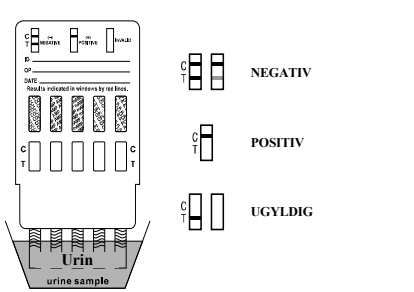 C (-) (+) INVALID
T NEGATIVE POSITIVE
ID
OP
DATE
Results indicated in windows by red lines.
C C
T T
Urin
urine sample
C
T NEGATIV
C
T POSITIV
C
T UGYLDIG